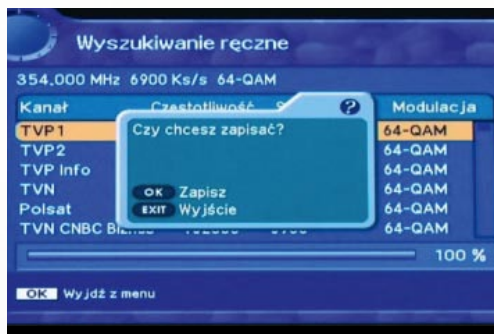 Wyszukiwanie ręczne
354.000 MHz 6900 Ks/s 64-QAM
Kanał Częstotliwość S Modulacja
TVP1 64-QAM
TVP2 64-QAM
TVP Info 64-QAM
TVN 64-QAM
Polsat 64-QAM
TVN CNBC 64-QAM
Czy chcesz zapisać?
OK Zapisz
EXIT Wyjście
100 %
OK Wyjdź z menu